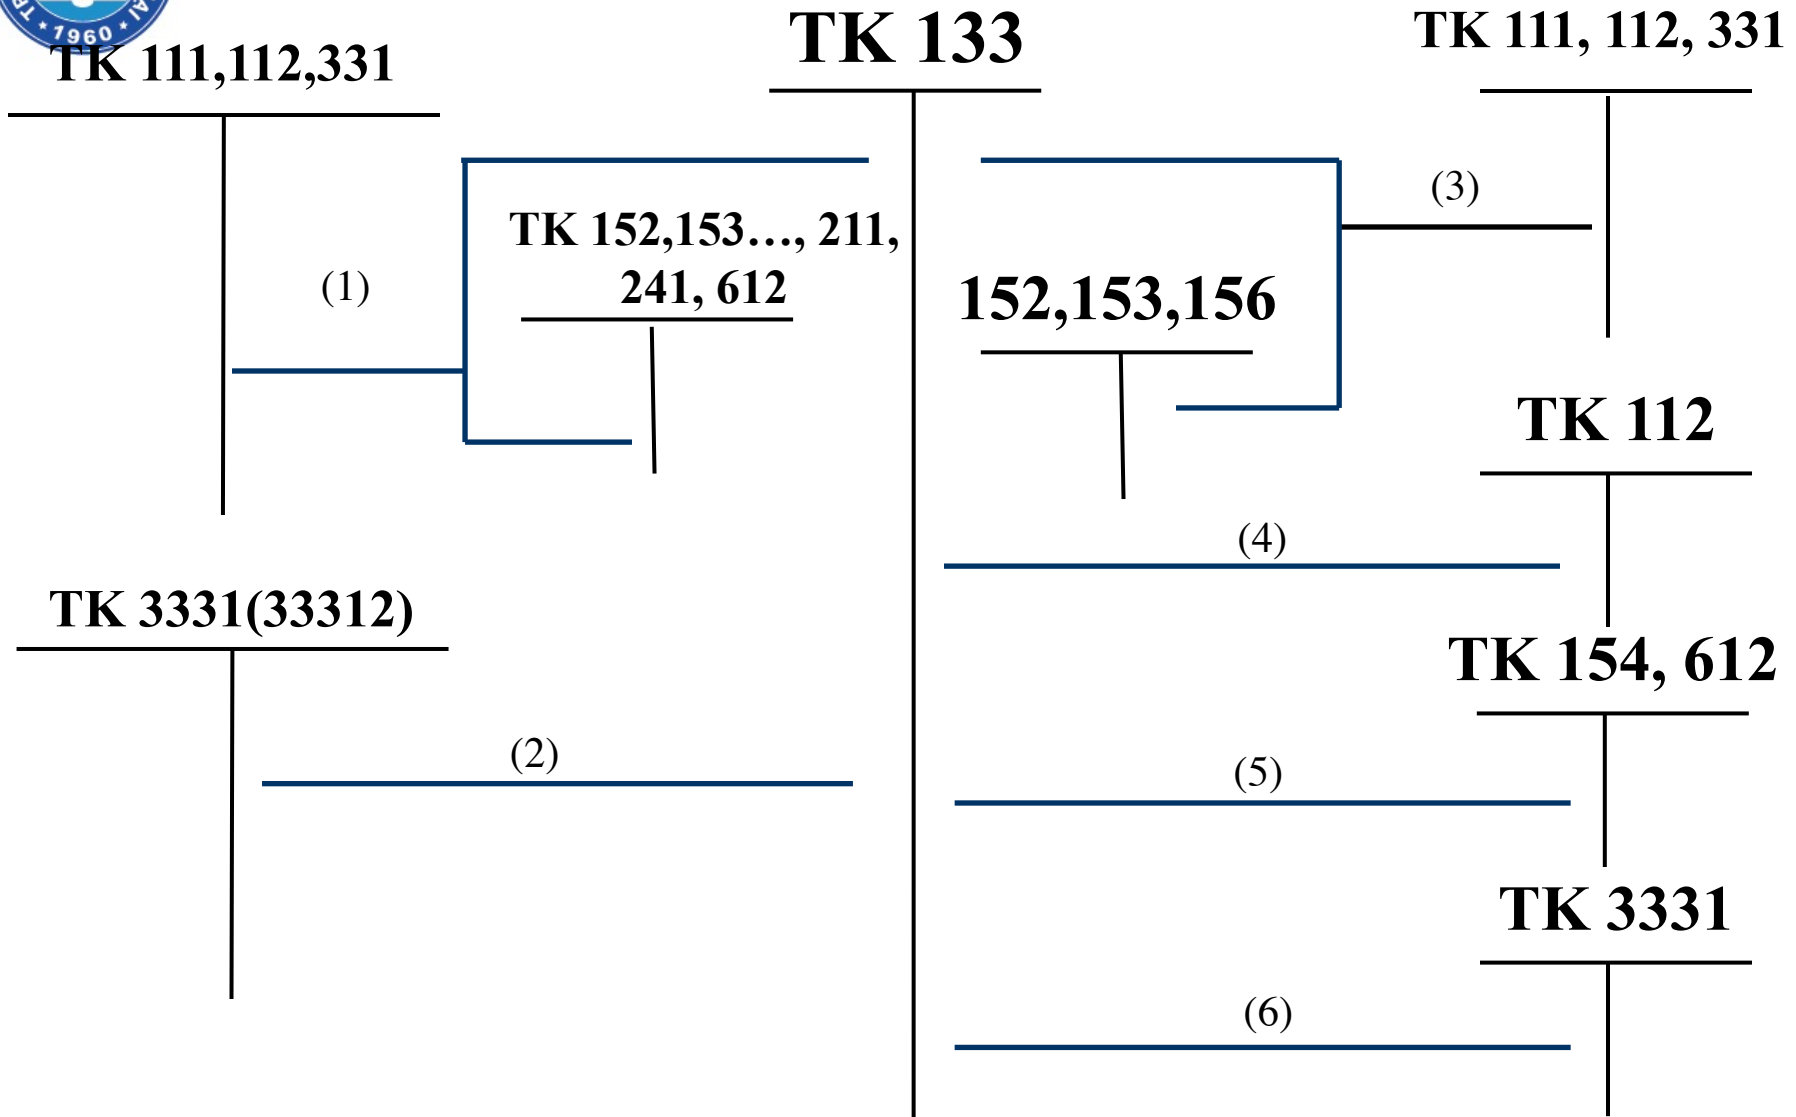 1960
TK 111,112,331
TK 133
TK 111, 112, 331
(3)
TK 152,153…, 211,
241, 612
(1)
152,153,156
TK 112
(4)
TK 3331(33312)
TK 154, 612
(2)
(5)
TK 3331
(6)